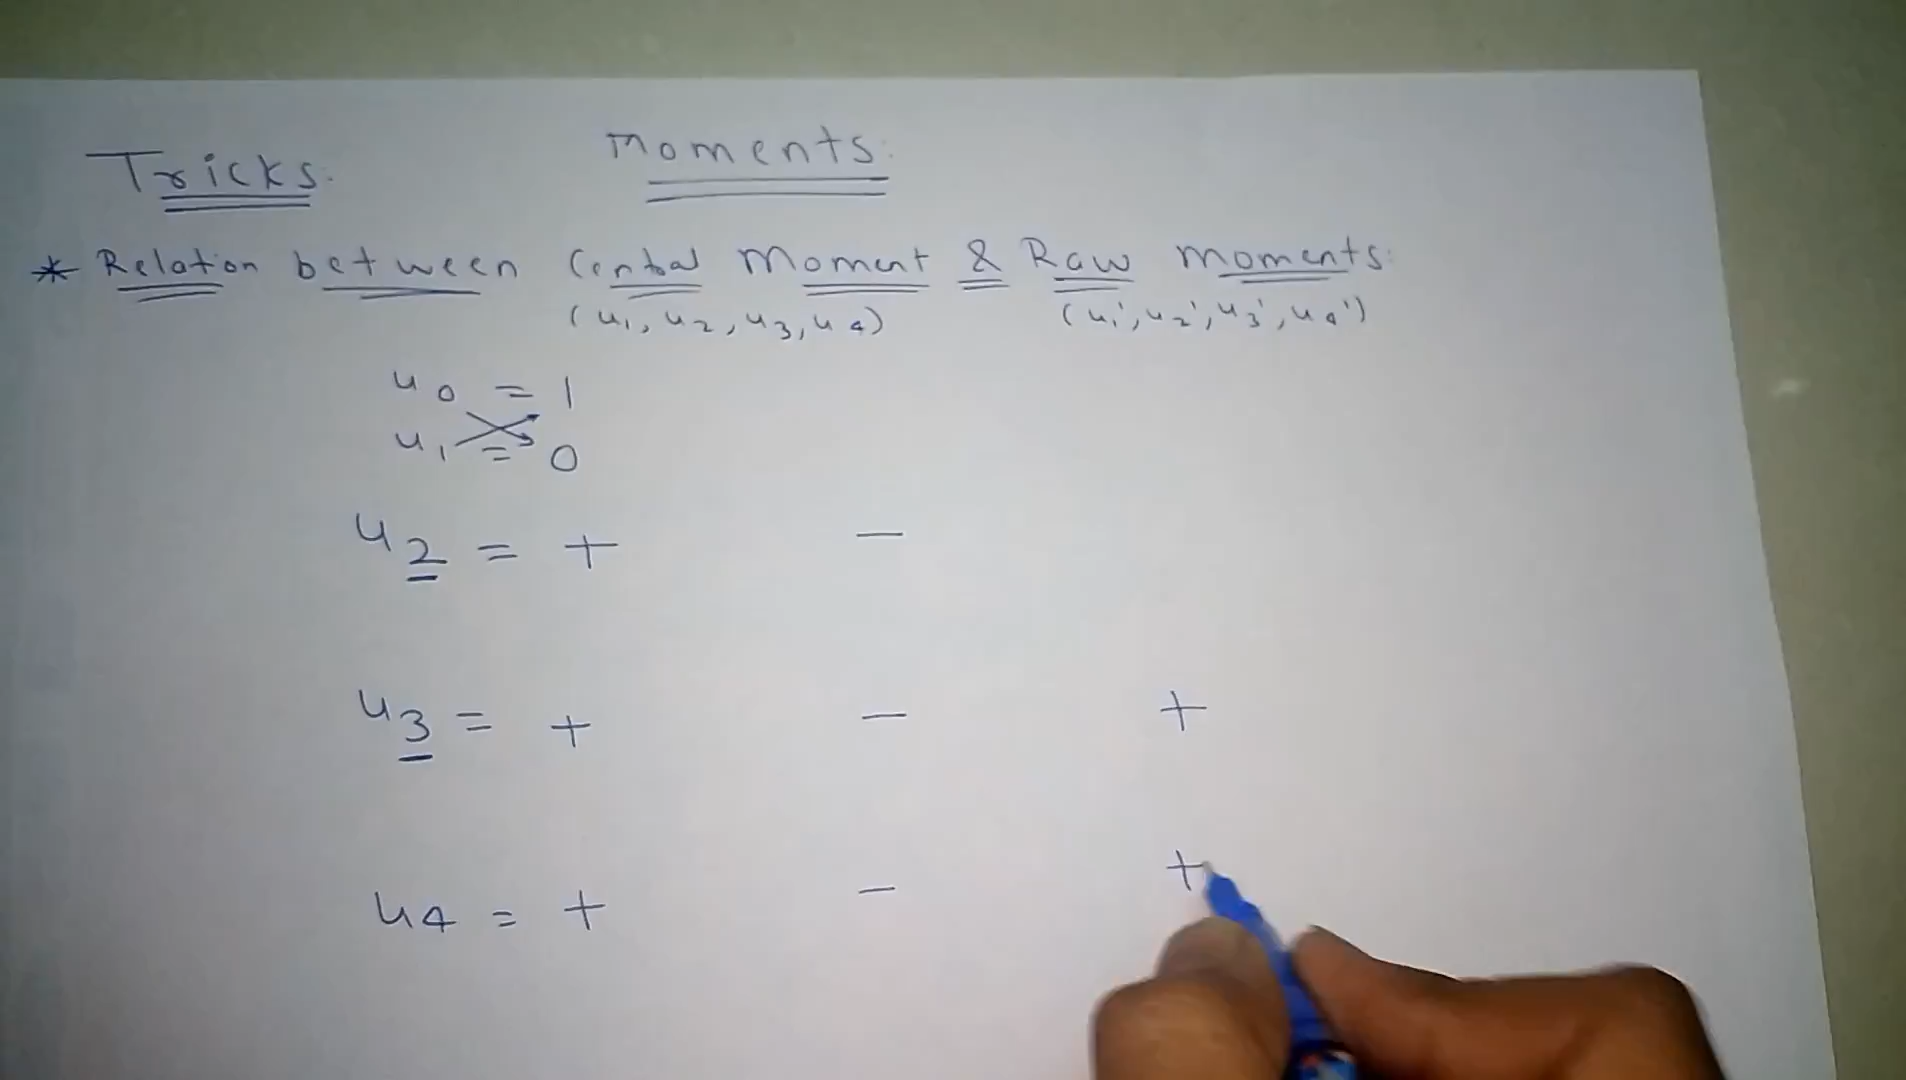 Tricks: Moments:
* Relation between Central Moment & Raw Moments:
(u1, u2, u3, u4) (u1', u2', u3', u4')
u0 = 1
u1 = 0
u2 = + -
u3 = + - +
u4 = + - +